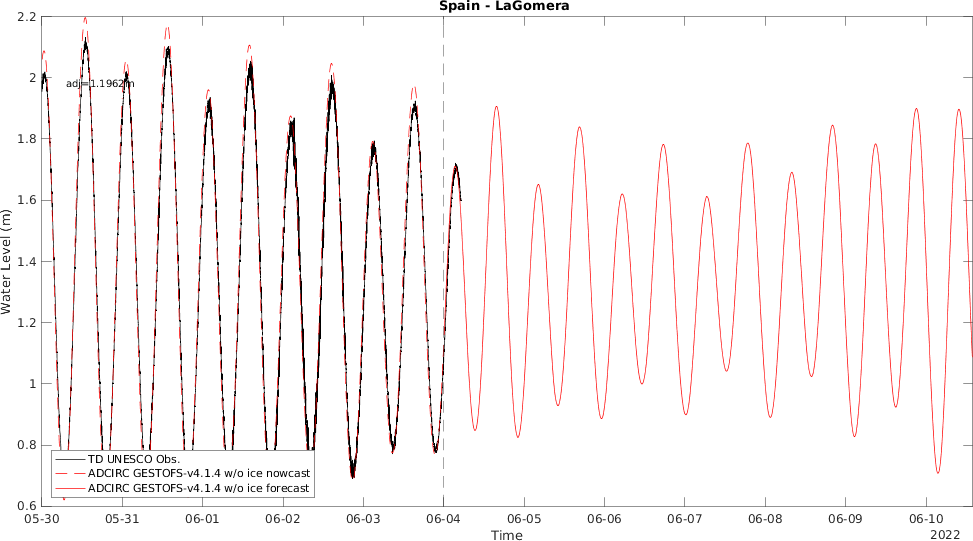 Spain - LaGomera
2.2
2
1.8
1.6
1.4
1.2
1
0.8
0.6
Water Level (m)
adj=1.1962m
TD UNESCO Obs.
ADCIRC GESTOFS-v4.1.4 w/o ice nowcast
ADCIRC GESTOFS-v4.1.4 w/o ice forecast
05-30 05-31 06-01 06-02 06-03 06-04 06-05 06-06 06-07 06-08 06-09 06-10
2022
Time